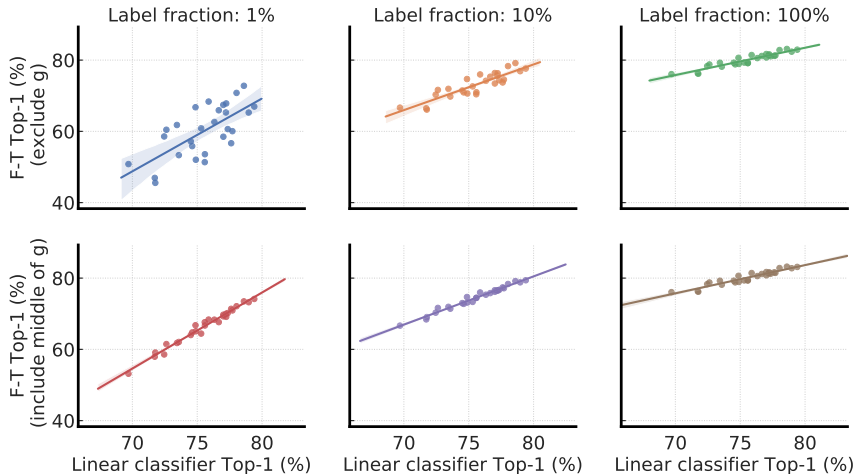 Label fraction: 1%
Label fraction: 10%
Label fraction: 100%
F-T Top-1 (%)
(exclude g)
80
60
40
F-T Top-1 (%)
(include middle of g)
80
60
40
70 75 80
70 75 80
70 75 80
Linear classifier Top-1 (%)
Linear classifier Top-1 (%)
Linear classifier Top-1 (%)